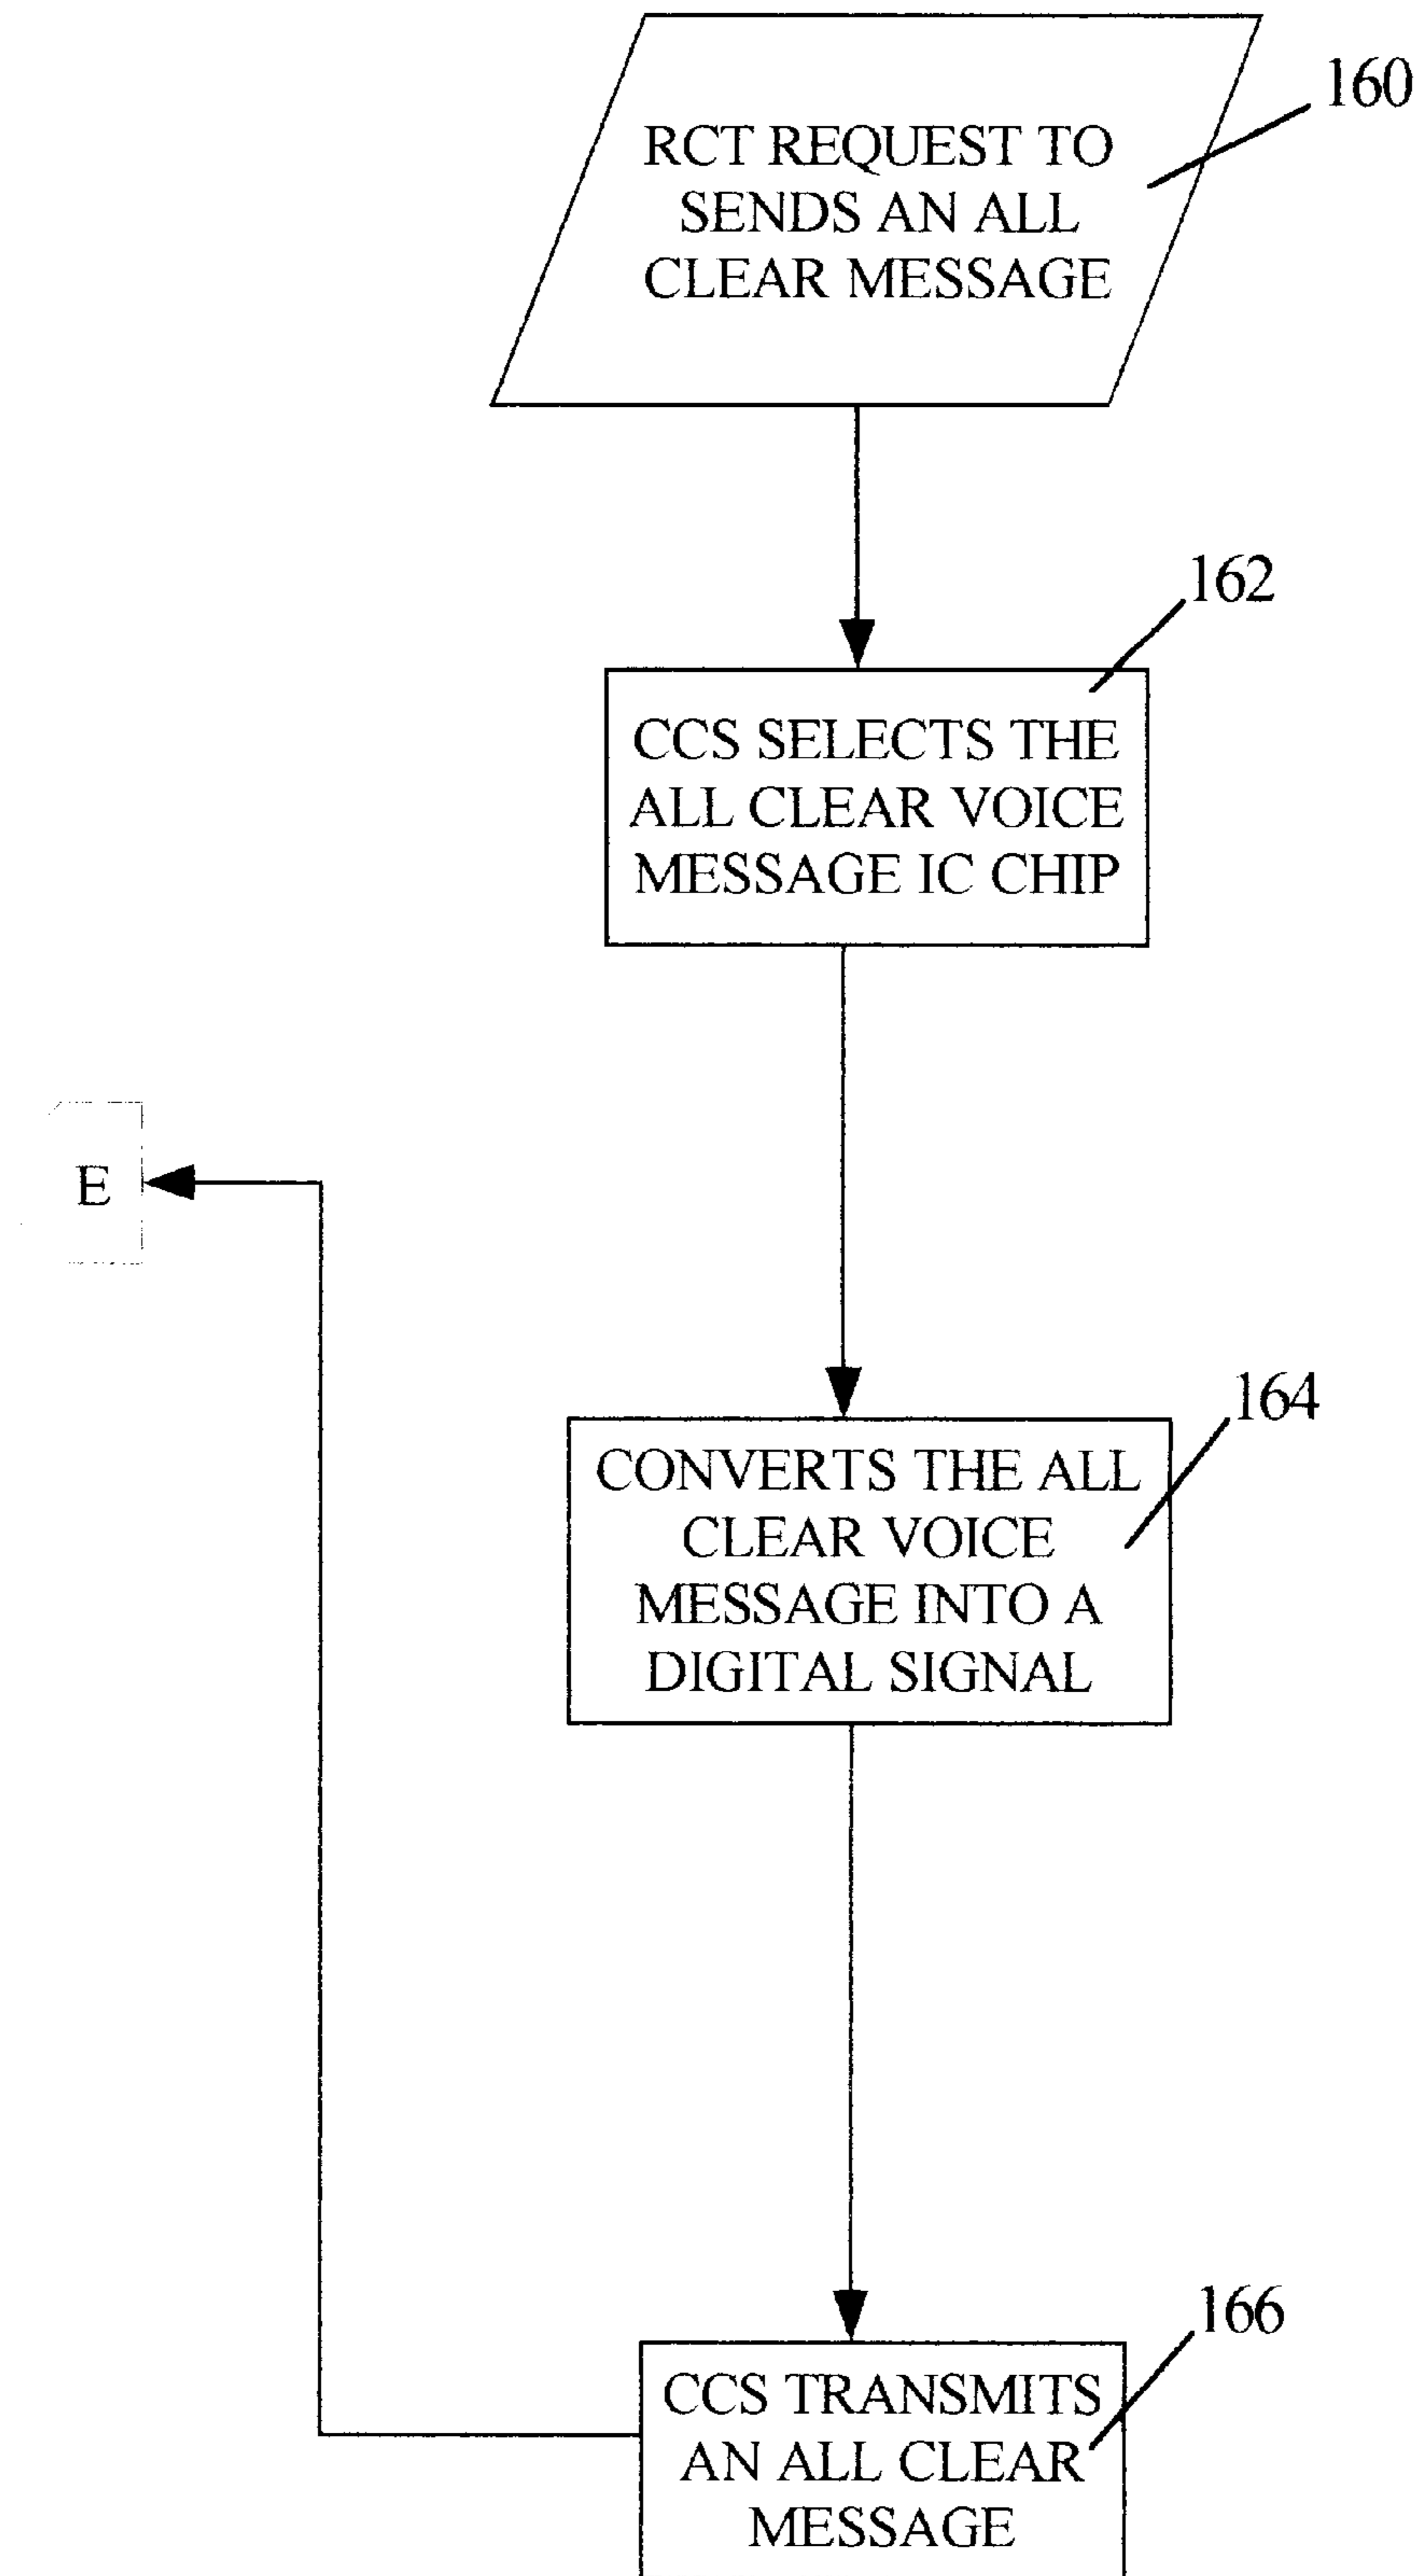 RCT REQUEST TO
SENDS AN ALL
CLEAR MESSAGE
160
162
CCS SELECTS THE
ALL CLEAR VOICE
MESSAGE IC CHIP
E
164
CONVERTS THE ALL
CLEAR VOICE
MESSAGE INTO A
DIGITAL SIGNAL
166
CCS TRANSMITS
AN ALL CLEAR
MESSAGE